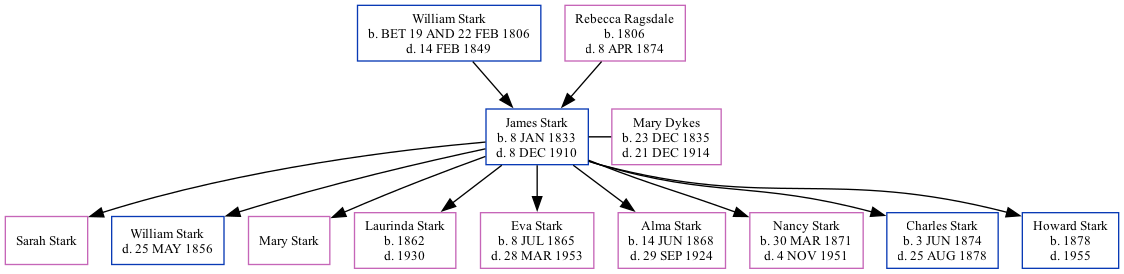 William Stark
b. BET 19 AND 22 FEB 1806
d. 14 FEB 1849
Rebecca Ragsdale
b. 1806
d. 8 APR 1874
James Stark
b. 8 JAN 1833
d. 8 DEC 1910
Mary Dykes
b. 23 DEC 1835
d. 21 DEC 1914
Sarah Stark
William Stark
d. 25 MAY 1856
Mary Stark
Laurinda Stark
b. 1862
d. 1930
Eva Stark
b. 8 JUL 1865
d. 28 MAR 1953
Alma Stark
b. 14 JUN 1868
d. 29 SEP 1924
Nancy Stark
b. 30 MAR 1871
d. 4 NOV 1951
Charles Stark
b. 3 JUN 1874
d. 25 AUG 1878
Howard Stark
b. 1878
d. 1955